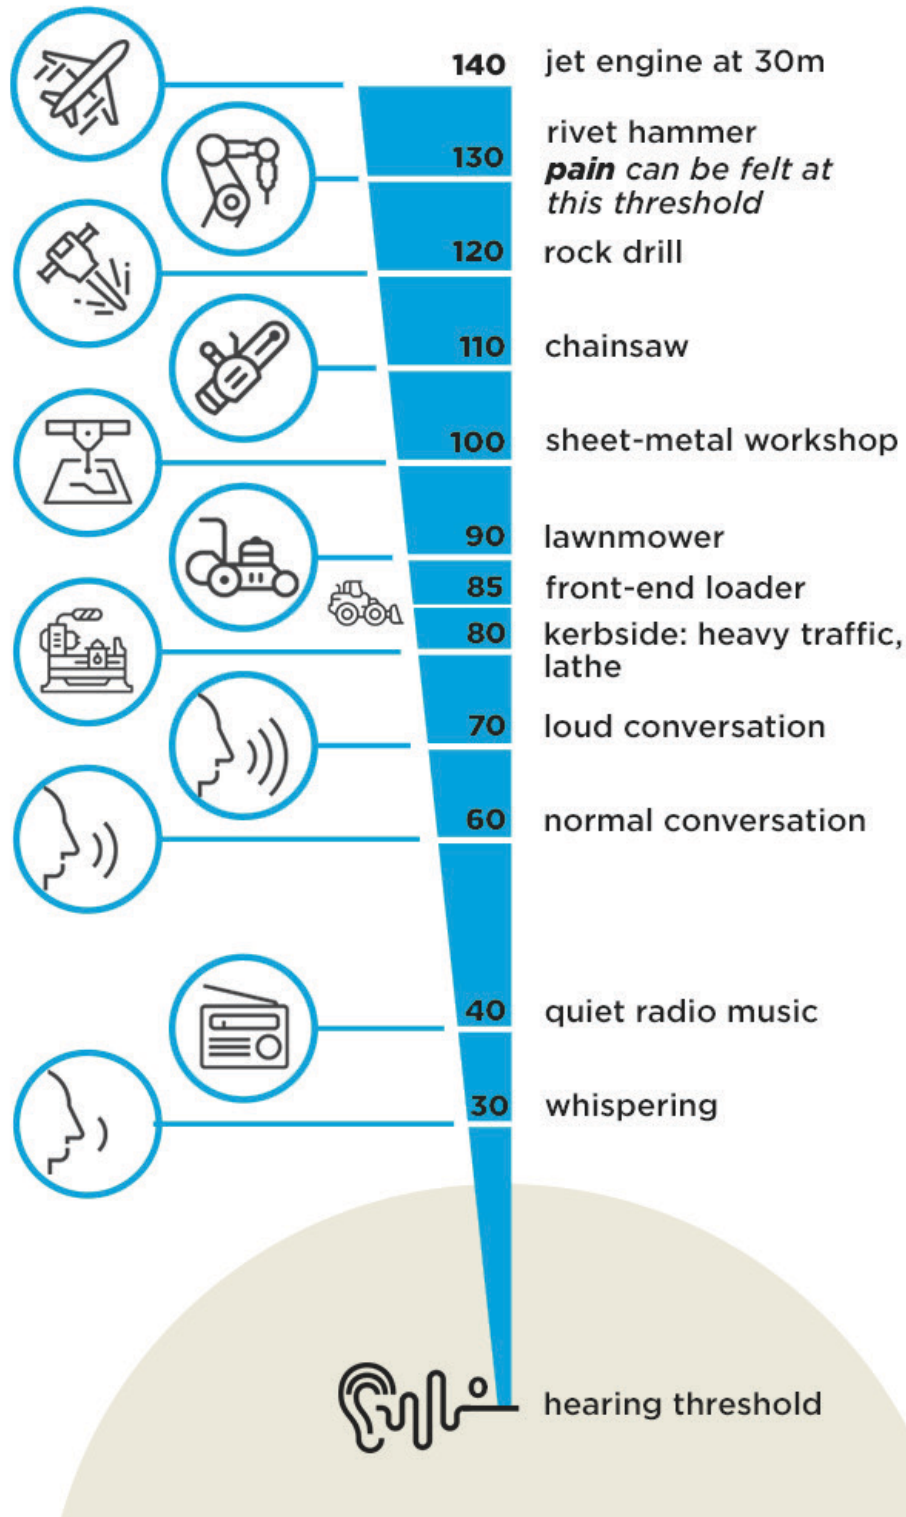 140 jet engine at 30m
130 rivet hammer
pain can be felt at
this threshold
120 rock drill
110 chainsaw
100 sheet-metal workshop
90 lawnmower
85 front-end loader
80 kerbside: heavy traffic,
lathe
70 loud conversation
60 normal conversation
40 quiet radio music
30 whispering
0 hearing threshold